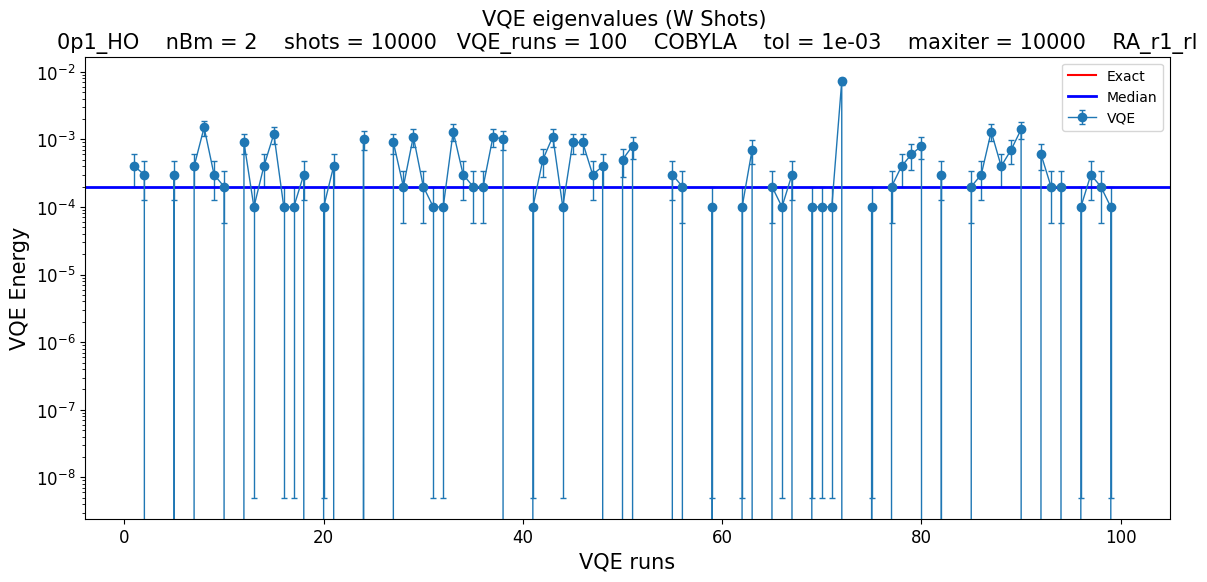 VQE eigenvalues (W Shots)
0p1_HO nBm = 2 shots = 10000 VQE_runs = 100 COBYLA tol = 1e-03 maxiter = 10000 RA_r1_rl
Exact
Median
VQE
VQE Energy
10⁻²
10⁻³
10⁻⁴
10⁻⁵
10⁻⁶
10⁻⁷
10⁻⁸
0 20 40 60 80 100
VQE runs